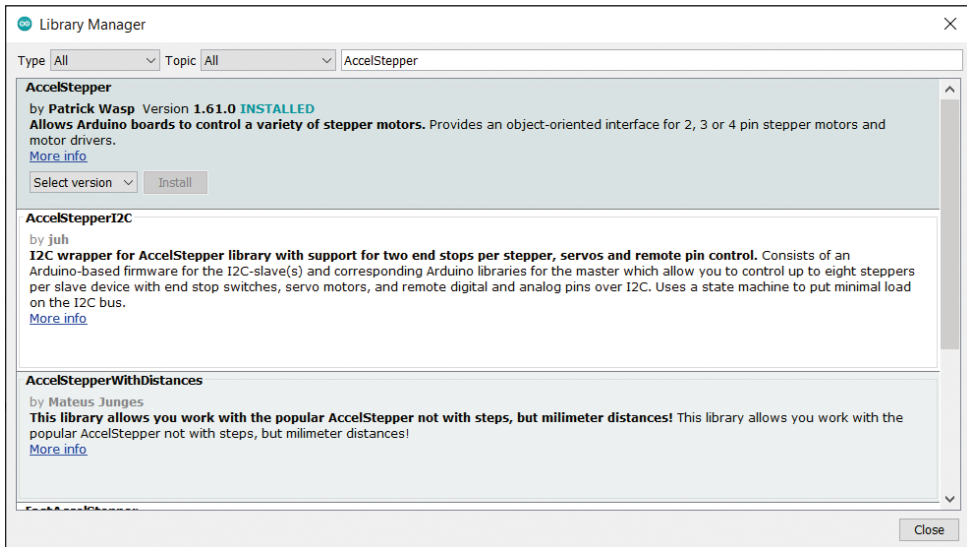 Library Manager
Type All Topic All AccelStepper
AccelStepper
by Patrick Wasp Version 1.61.0 INSTALLED
Allows Arduino boards to control a variety of stepper motors. Provides an object-oriented interface for 2, 3 or 4 pin stepper motors and
motor drivers.
More info
Select version Install
AccelStepperI2C
by juh
I2C wrapper for AccelStepper library with support for two end stops per stepper, servos and remote pin control. Consists of an
Arduino-based firmware for the I2C-slave(s) and corresponding Arduino libraries for the master which allow you to control up to eight steppers
per slave device with end stop switches, servo motors, and remote digital and analog pins over I2C. Uses a state machine to put minimal load
on the I2C bus.
More info
AccelStepperWithDistances
by Mateus Junges
This library allows you work with the popular AccelStepper not with steps, but milimeter distances! This library allows you work with the
popular AccelStepper not with steps, but milimeter distances!
More info
Close